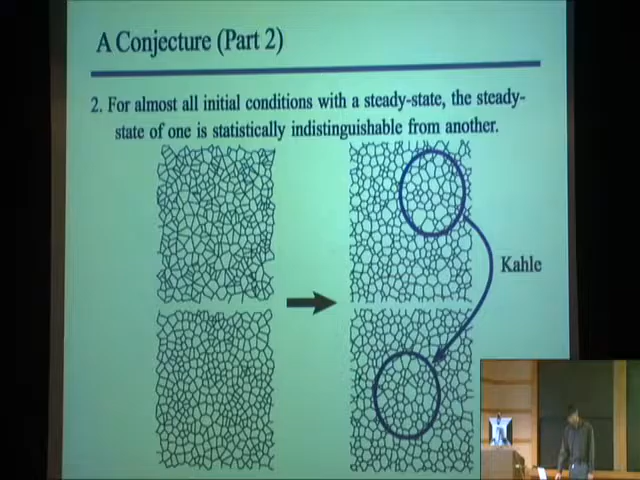 A Conjecture (Part 2)
2. For almost all initial conditions with a steady-state, the steady-
state of one is statistically indistinguishable from another.
Kahle